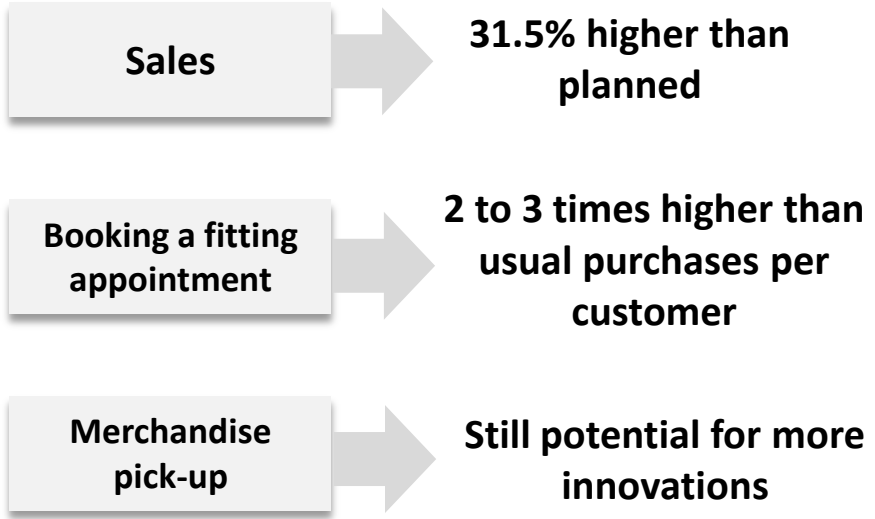 Sales
31.5% higher than
planned
Booking a fitting
appointment
2 to 3 times higher than
usual purchases per
customer
Merchandise
pick-up
Still potential for more
innovations